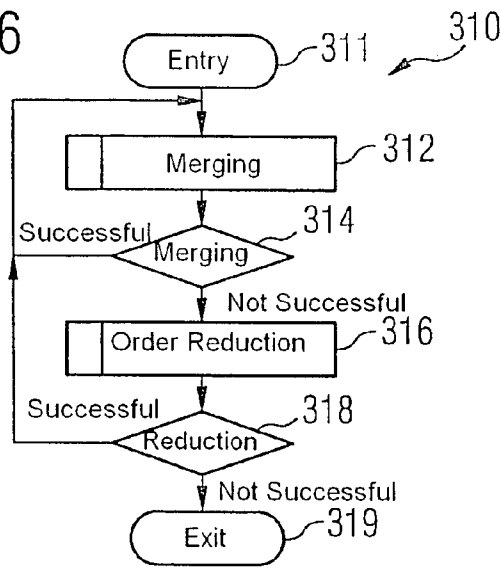 6
310
Entry
311
Merging
312
Successful
Merging
314
Not Successful
Order Reduction
316
Successful
Reduction
318
Not Successful
Exit
319